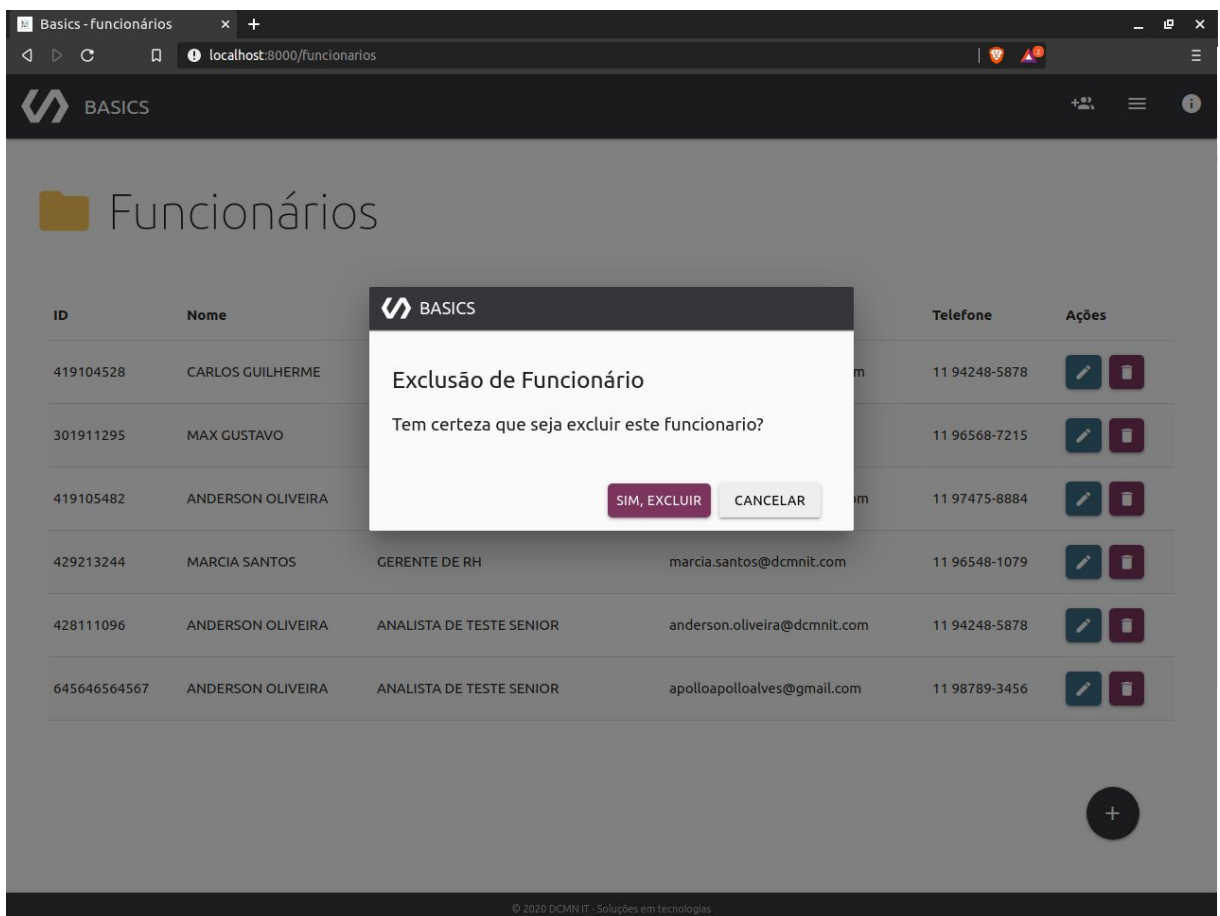 Basics - funcionários
localhost:8000/funcionarios
2
BASICS
Funcionários
ID Nome Telefone Ações
BASICS
419104528 CARLOS GUILHERME m 11 94248-5878
Exclusão de Funcionário
Tem certeza que seja excluir este funcionario?
301911295 MAX GUSTAVO 11 96568-7215
419105482 ANDERSON OLIVEIRA om 11 97475-8884
SIM, EXCLUIR CANCELAR
429213244 MARCIA SANTOS GERENTE DE RH marcia.santos@dcmnit.com 11 96548-1079
428111096 ANDERSON OLIVEIRA ANALISTA DE TESTE SENIOR anderson.oliveira@dcmnit.com 11 94248-5878
645646564567 ANDERSON OLIVEIRA ANALISTA DE TESTE SENIOR apolloapolloalves@gmail.com 11 98789-3456
© 2020 DCMN IT - Soluções em tecnologias